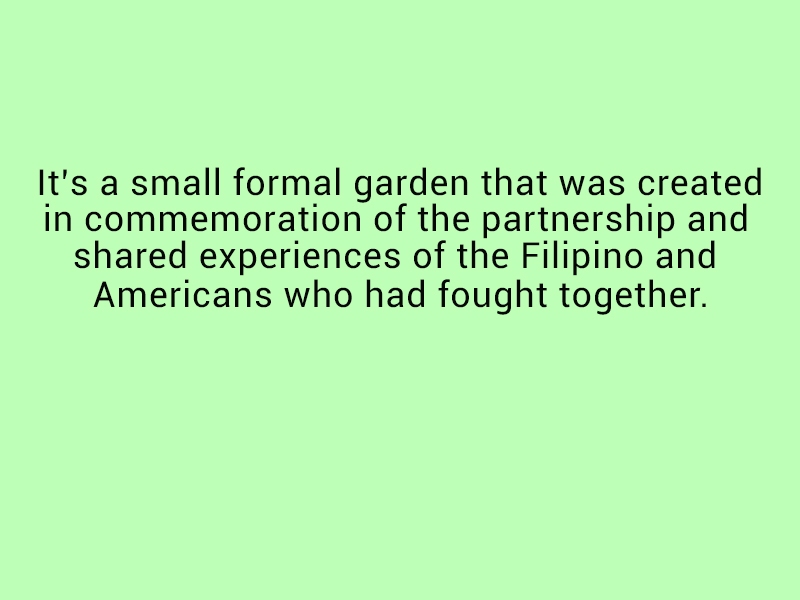 It's a small formal garden that was created
in commemoration of the partnership and
shared experiences of the Filipino and
Americans who had fought together.